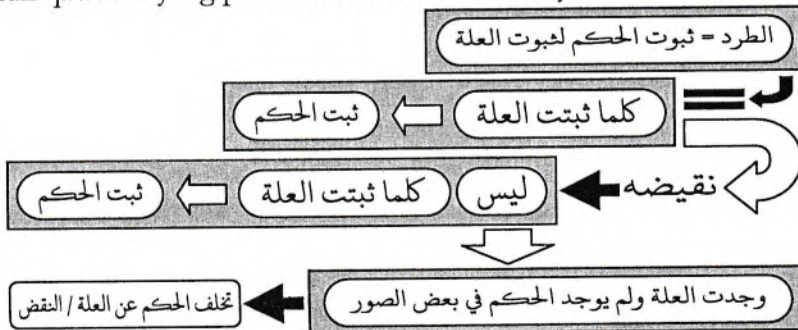 yang
الطرد = ثبوت الحكم لثبوت العلة
كلما ثبتت العلة ثبت الحكم
نقيضه ليس كلما ثبتت العلة ثبت الحكم
وجدت العلة ولم يوجد الحكم في بعض الصور تخلف الحكم عن العلة / النقض